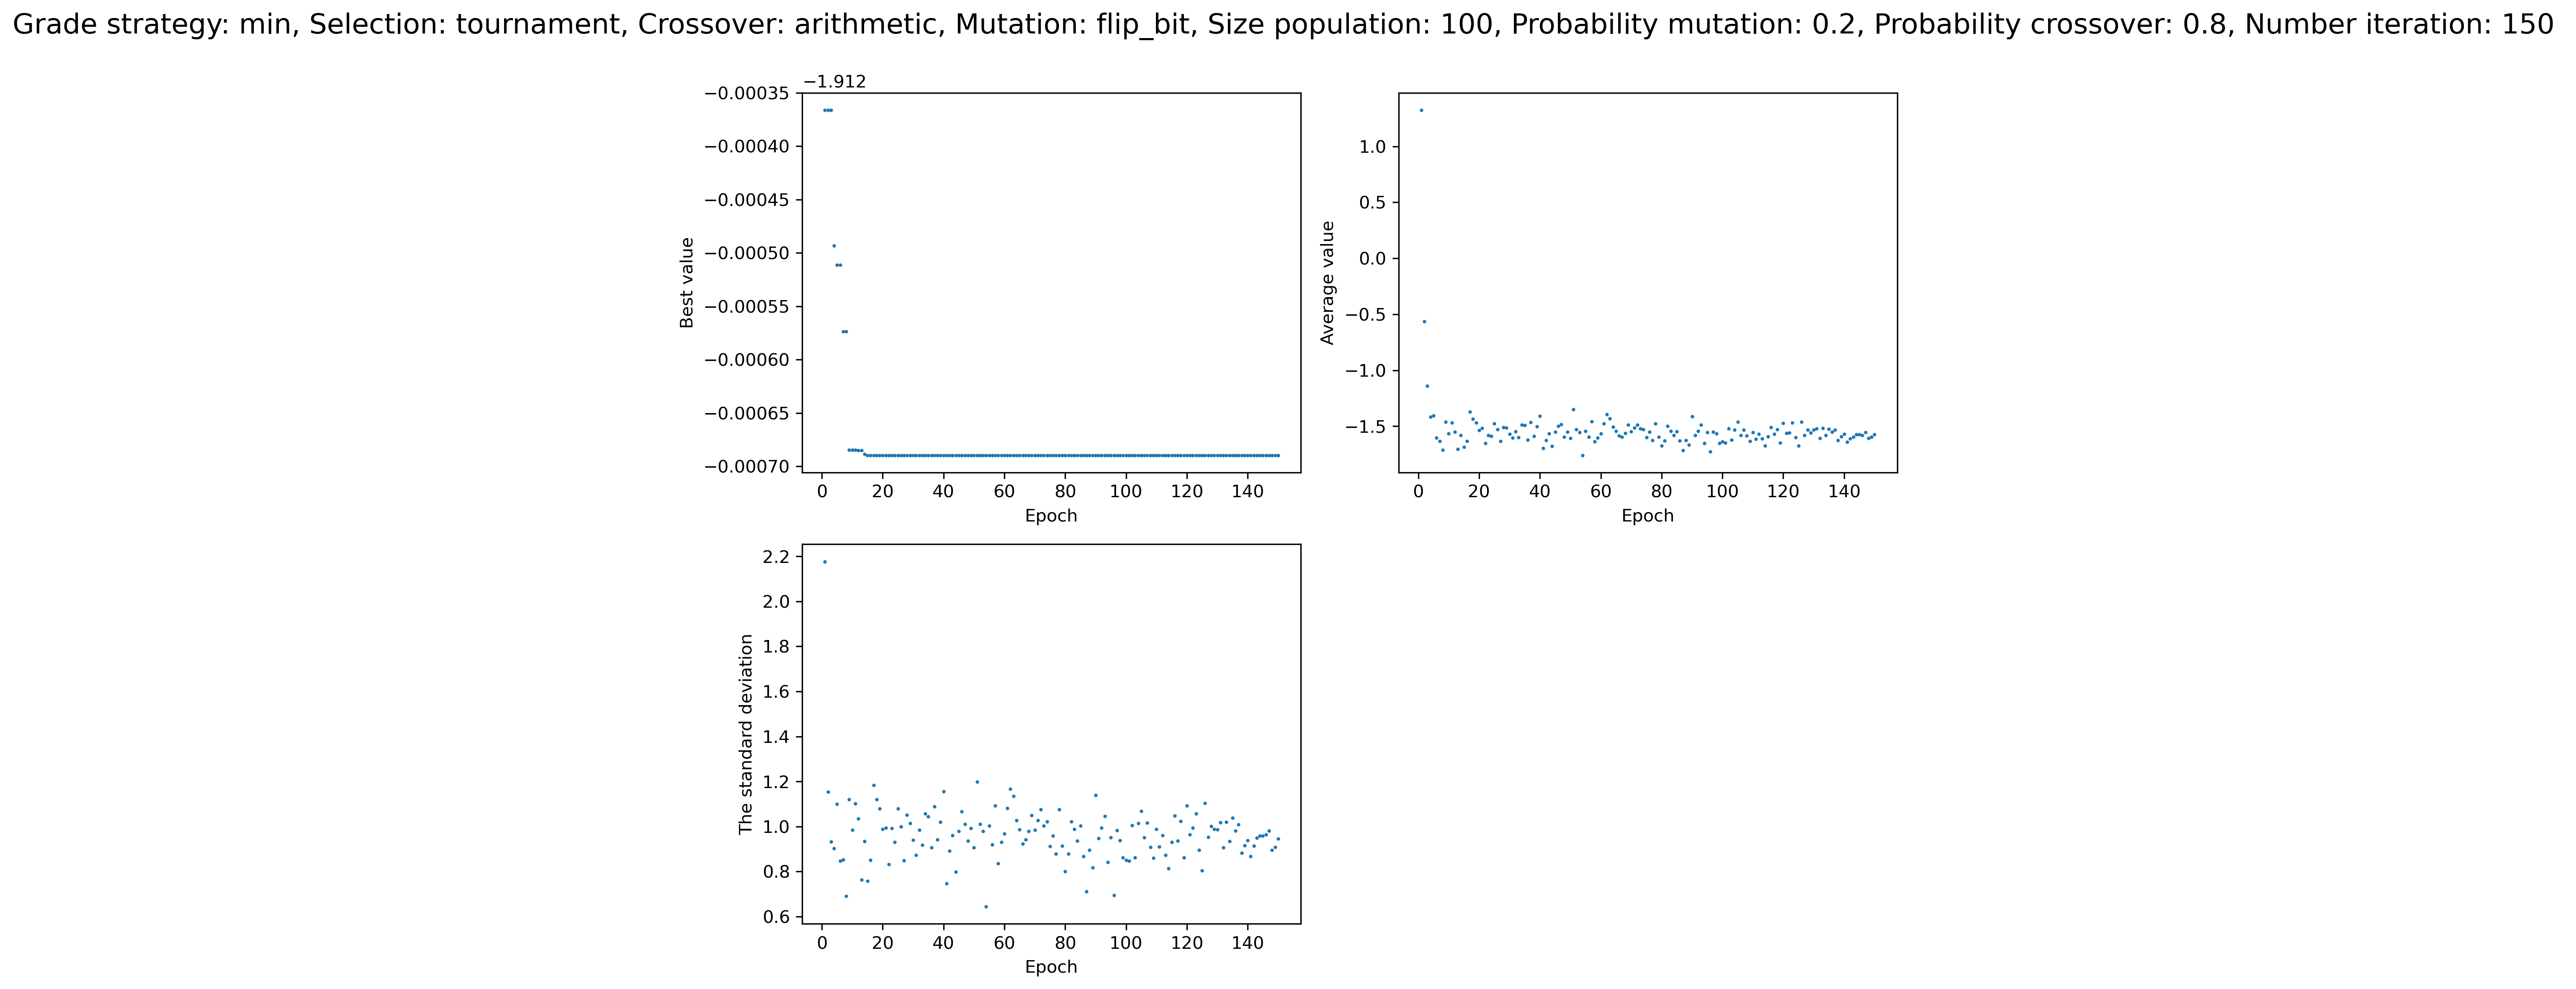 Grade strategy: min, Selection: tournament, Crossover: arithmetic, Mutation: flip_bit, Size population: 100, Probability mutation: 0.2, Probability crossover: 0.8, Number iteration: 150
−1.912
−0.00035
−0.00040
−0.00045
−0.00050
−0.00055
−0.00060
−0.00065
−0.00070
Best value
0 20 40 60 80 100 120 140
Epoch
1.0
0.5
0.0
−0.5
−1.0
−1.5
Average value
0 20 40 60 80 100 120 140
Epoch
2.2
2.0
1.8
1.6
1.4
1.2
1.0
0.8
0.6
The standard deviation
0 20 40 60 80 100 120 140
Epoch